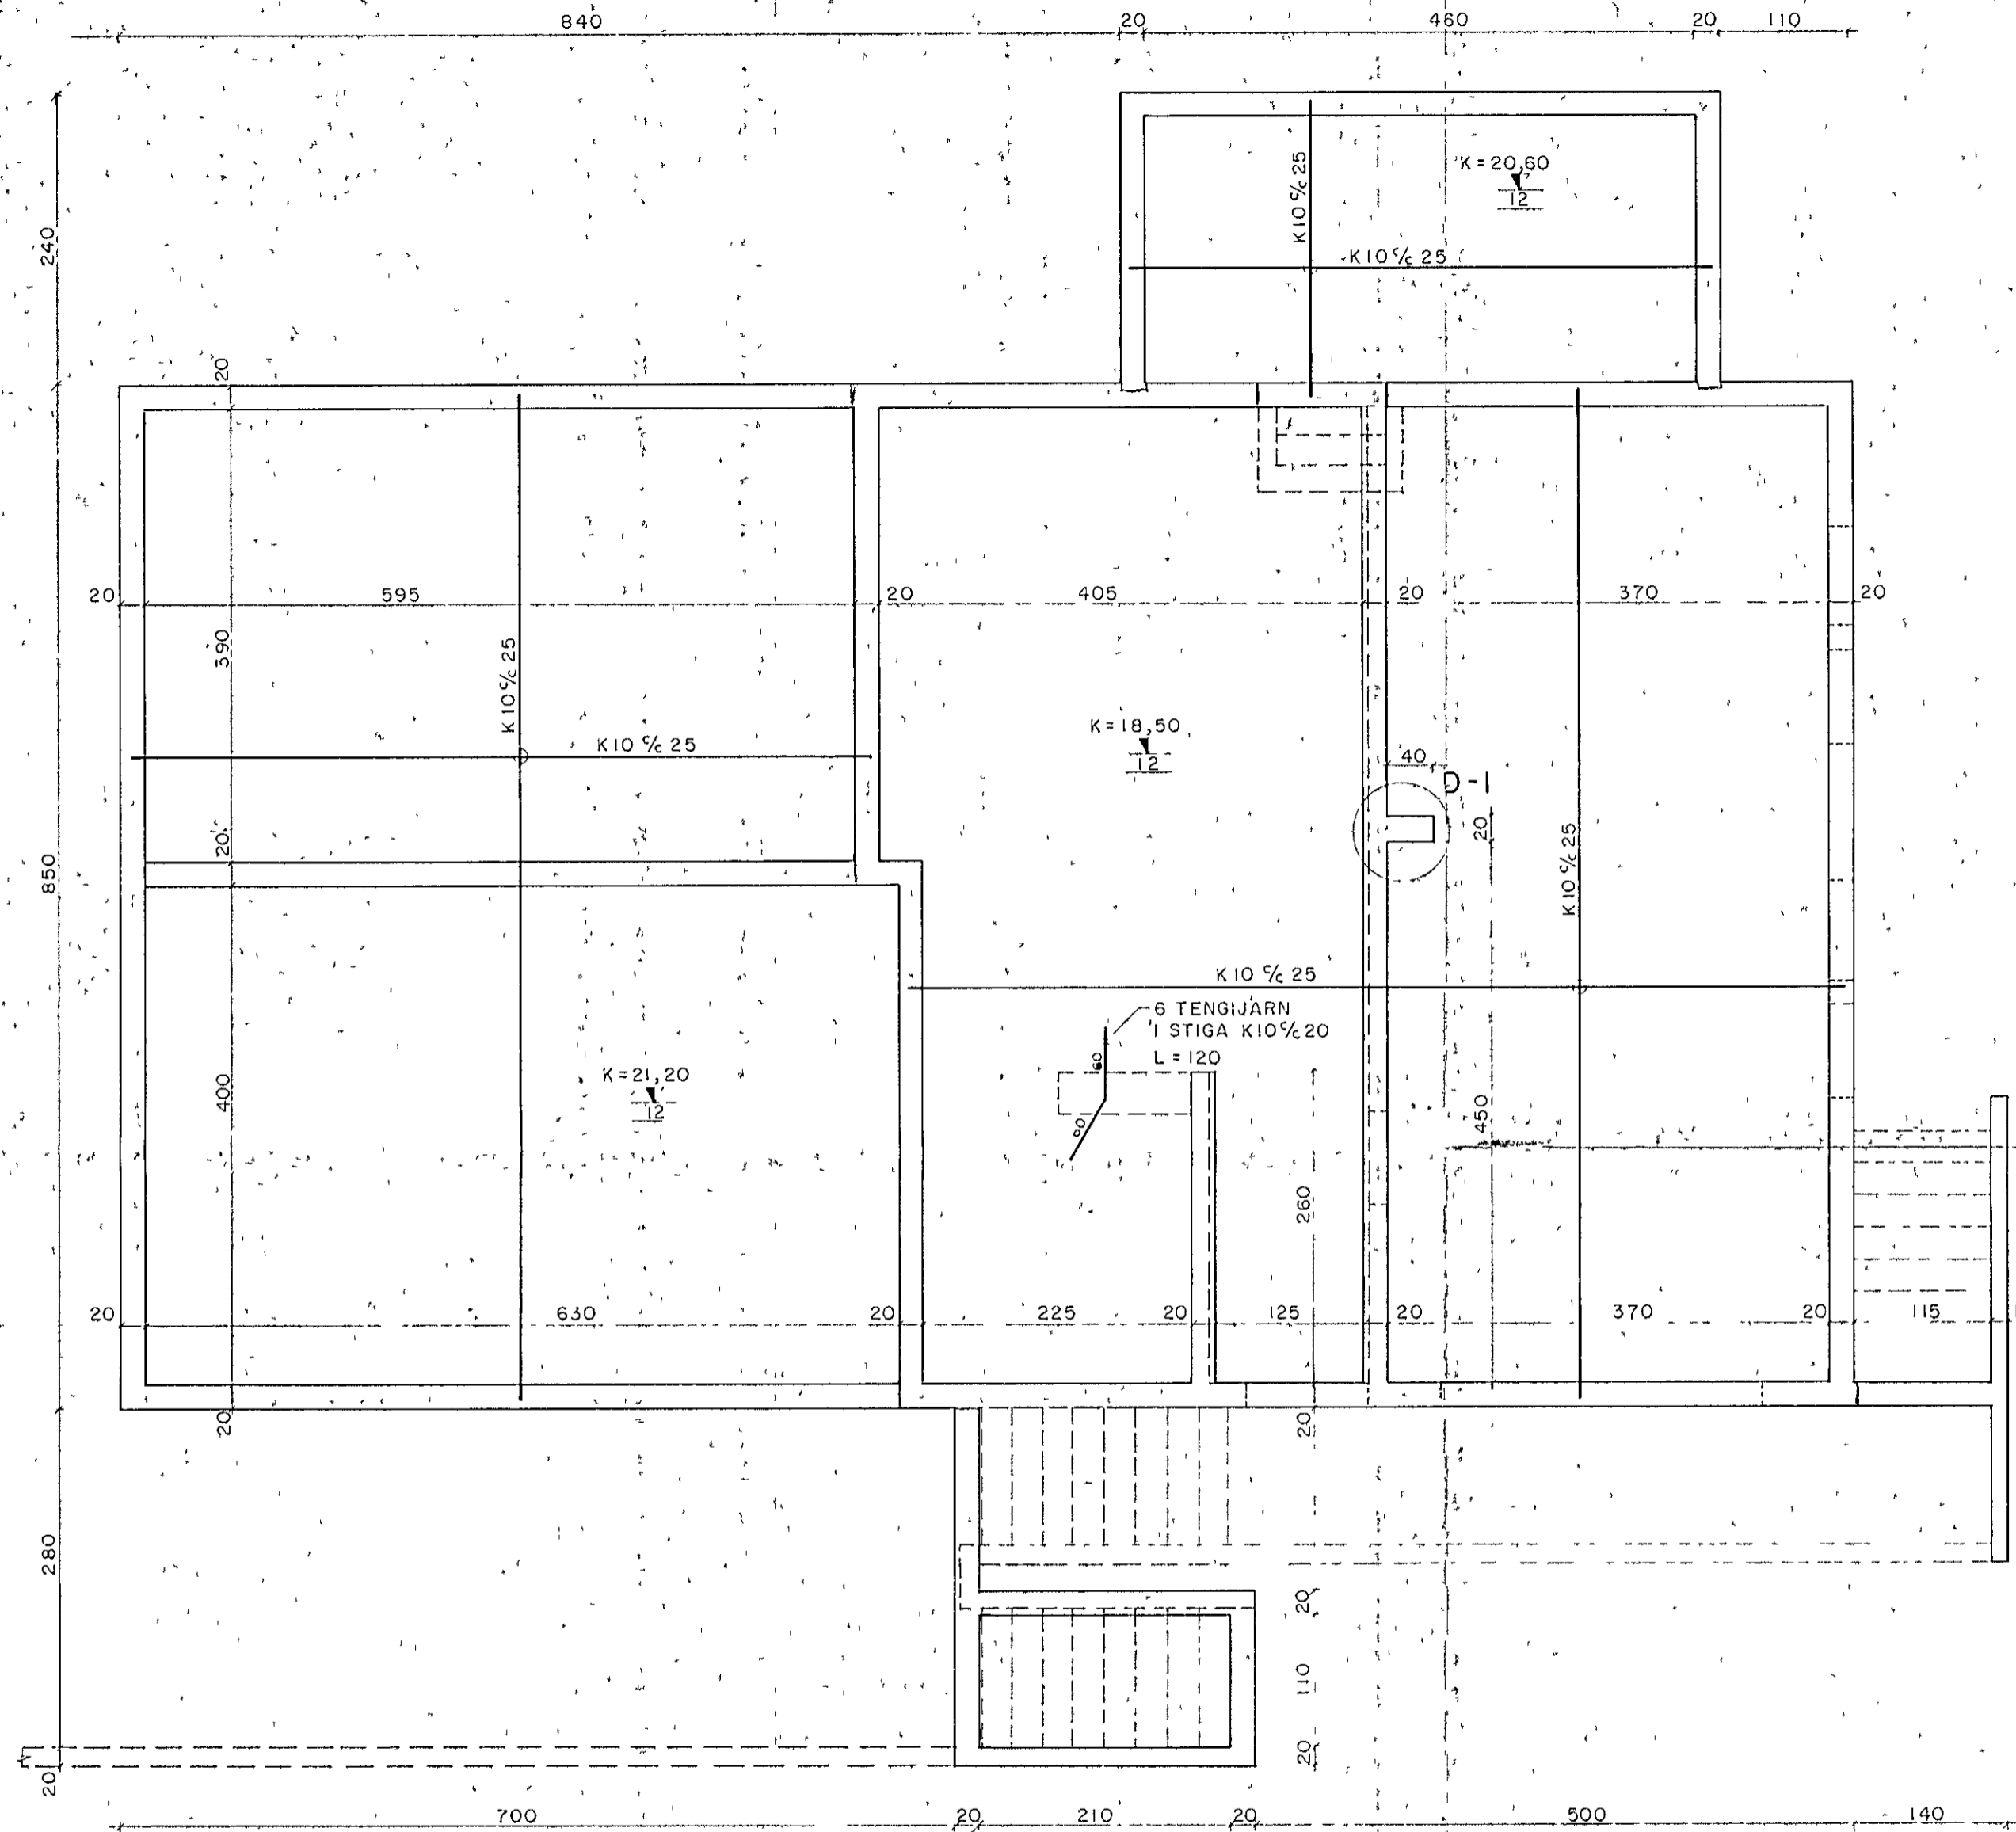 840 20 460 20 110
K=20,60
12
K10 c/c 25
K10 c/c 25
240
20
20 595 20 405 20 370 20
390
K10 c/c 25
K10 c/c 25
K=18,50
12
40
D-1
20
K10 c/c 25
850
20
K10 c/c 25
6 TENGIJÁRN
Í STIGA K10 c/c 20
L=120
60
60
K=21,20
12
400
450
260
20 630 20 225 20 125 20 370 20 115
20
20
280
20
110
20
20
700 20 210 20 500 140